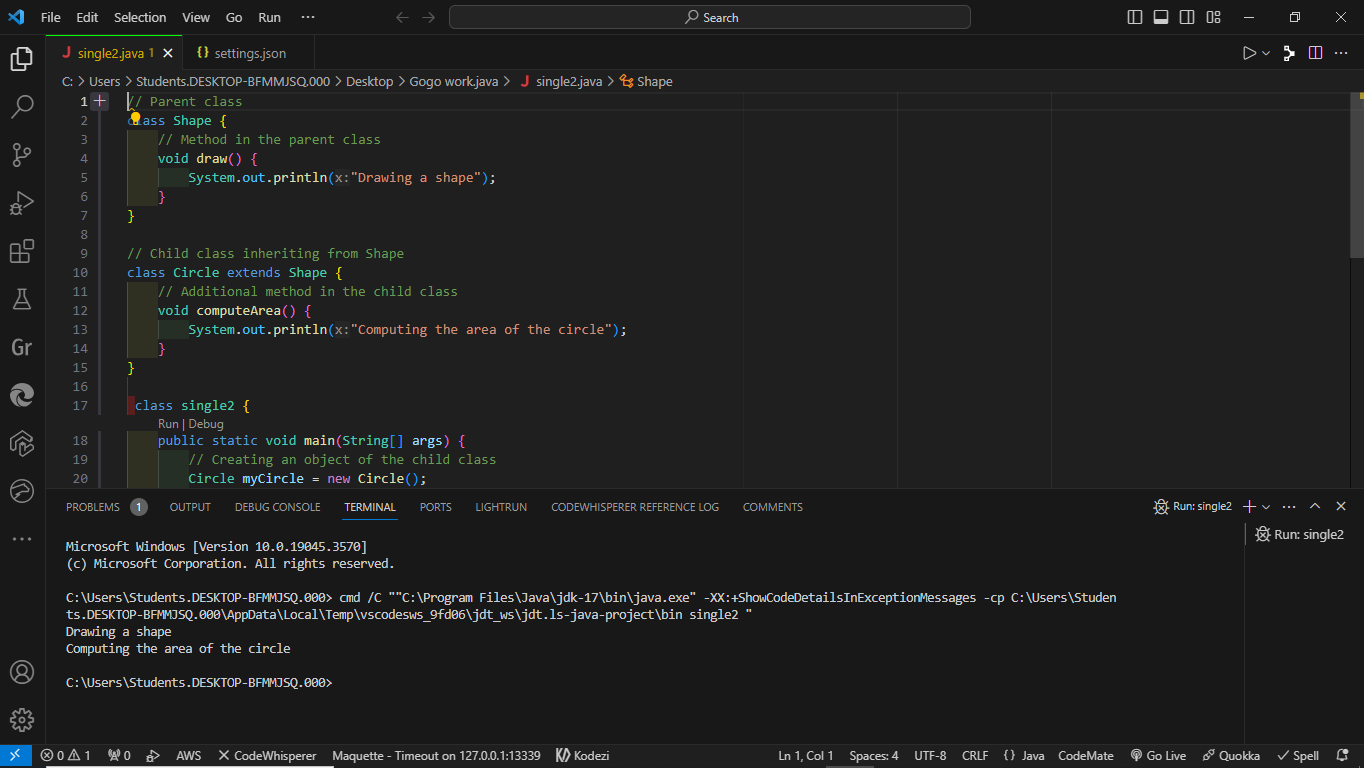 File Edit Selection View Go Run ··· Search
single2.java 1 settings.json
C: > Users > Students.DESKTOP-BFMMJSQ.000 > Desktop > Gogo work.java > single2.java > Shape
1 // Parent class
2 class Shape {
3 // Method in the parent class
4 void draw() {
5 System.out.println(x:"Drawing a shape");
6 }
7 }
8
9 // Child class inheriting from Shape
10 class Circle extends Shape {
11 // Additional method in the child class
12 void computeArea() {
13 System.out.println(x:"Computing the area of the circle");
14 }
15 }
16
17 class single2 {
Run | Debug
18 public static void main(String[] args) {
19 // Creating an object of the child class
20 Circle myCircle = new Circle();
Gr
PROBLEMS 1 OUTPUT DEBUG CONSOLE TERMINAL PORTS LIGHTRUN CODEWHISPERER REFERENCE LOG COMMENTS Run: single2
Run: single2
Microsoft Windows [Version 10.0.19045.3570]
(c) Microsoft Corporation. All rights reserved.
C:\Users\Students.DESKTOP-BFMMJSQ.000> cmd /C ""C:\Program Files\Java\jdk-17\bin\java.exe" -XX:+ShowCodeDetailsInExceptionMessages -cp C:\Users\Studen
ts.DESKTOP-BFMMJSQ.000\AppData\Local\Temp\vscodesws_9fd06\jdt_ws\jdt.ls-java-project\bin single2 "
Drawing a shape
Computing the area of the circle
C:\Users\Students.DESKTOP-BFMMJSQ.000>
0 1 0 AWS CodeWhisperer Maquette - Timeout on 127.0.0.1:13339 Kodezi Ln 1, Col 1 Spaces: 4 UTF-8 CRLF {} Java CodeMate Go Live Quokka Spell